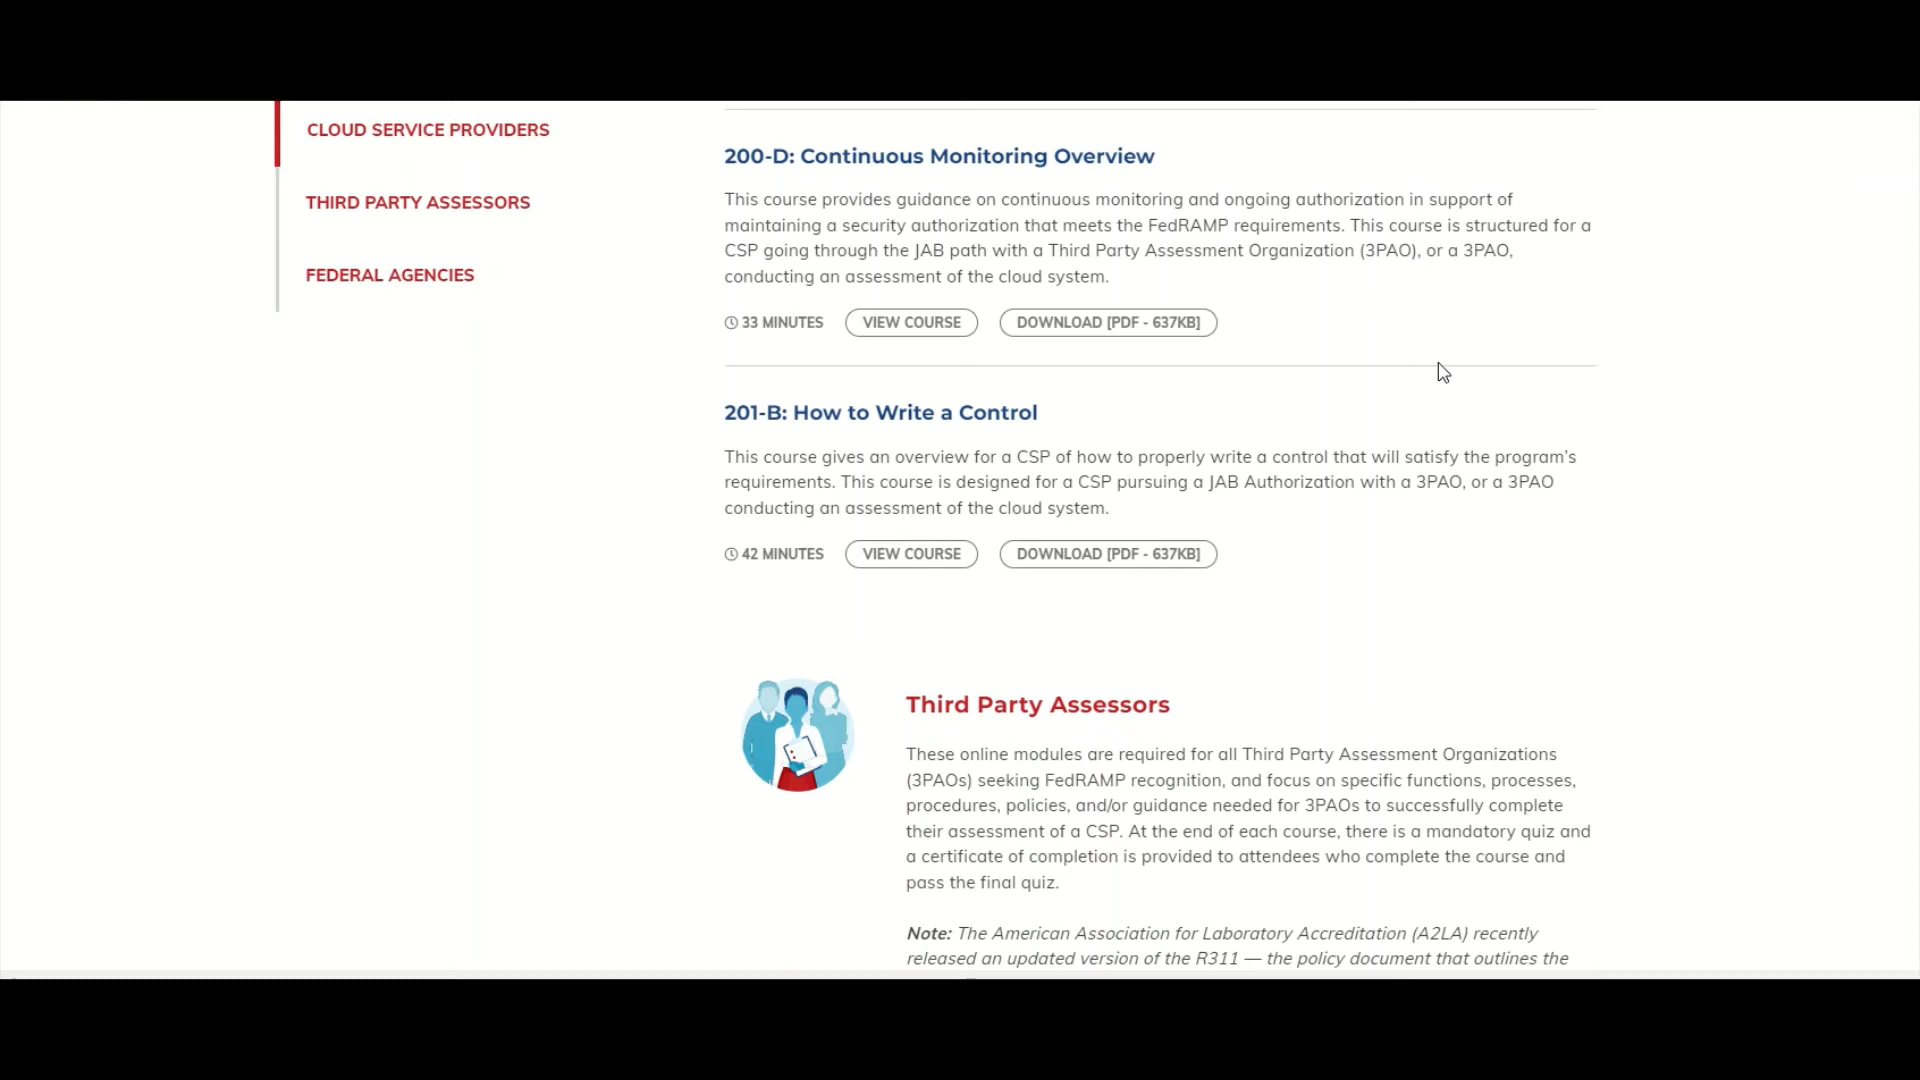 CLOUD SERVICE PROVIDERS
THIRD PARTY ASSESSORS
FEDERAL AGENCIES
200-D: Continuous Monitoring Overview
This course provides guidance on continuous monitoring and ongoing authorization in support of
maintaining a security authorization that meets the FedRAMP requirements. This course is structured for a
CSP going through the JAB path with a Third Party Assessment Organization (3PAO), or a 3PAO,
conducting an assessment of the cloud system.
33 MINUTES VIEW COURSE DOWNLOAD [PDF - 637KB]
201-B: How to Write a Control
This course gives an overview for a CSP of how to properly write a control that will satisfy the program's
requirements. This course is designed for a CSP pursuing a JAB Authorization with a 3PAO, or a 3PAO
conducting an assessment of the cloud system.
42 MINUTES VIEW COURSE DOWNLOAD [PDF - 637KB]
Third Party Assessors
These online modules are required for all Third Party Assessment Organizations
(3PAOs) seeking FedRAMP recognition, and focus on specific functions, processes,
procedures, policies, and/or guidance needed for 3PAOs to successfully complete
their assessment of a CSP. At the end of each course, there is a mandatory quiz and
a certificate of completion is provided to attendees who complete the course and
pass the final quiz.
Note: The American Association for Laboratory Accreditation (A2LA) recently
released an updated version of the R311 — the policy document that outlines the